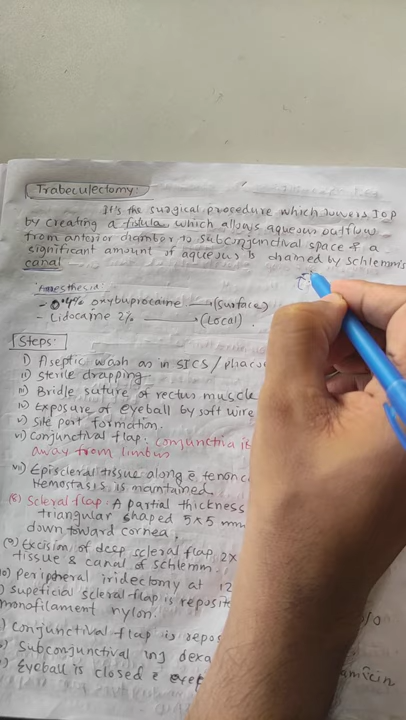 Trabeculectomy:
It's the surgical procedure which lowers IOP
by creating a fistula which allows aqueous outflow
from anterior chamber to subconjunctival space & a
significant amount of aqueous is drained by Schlemm's
canal
Anesthesia:
- 0.4% oxybuprocaine → (Surface)
- Lidocaine 2% → (Local).
Steps:
i) Aseptic wash as in SICS / phaco
ii) Sterile drapping
iii) Bridle suture of rectus muscle
iv) Exposure of eyeball by soft wire
v) Site port formation.
vi) Conjunctival flap. Conjunctiva is
away from limbus
vii) Episcleral tissue along ē tenon
Hemostasis is maintained
(8) Scleral flap A partial thickness
triangular shaped 5x5 mm
down toward cornea.
(9) Excision of deep scleral flap 2x
tissue & canal of schlemm.
10) Peripheral iridectomy at 12
) Superficial scleral flap is reposit
monofilament nylon.
) Conjunctival flap is repos
) Subconjunctival inj dexa
) Eyeball is closed ē eyep